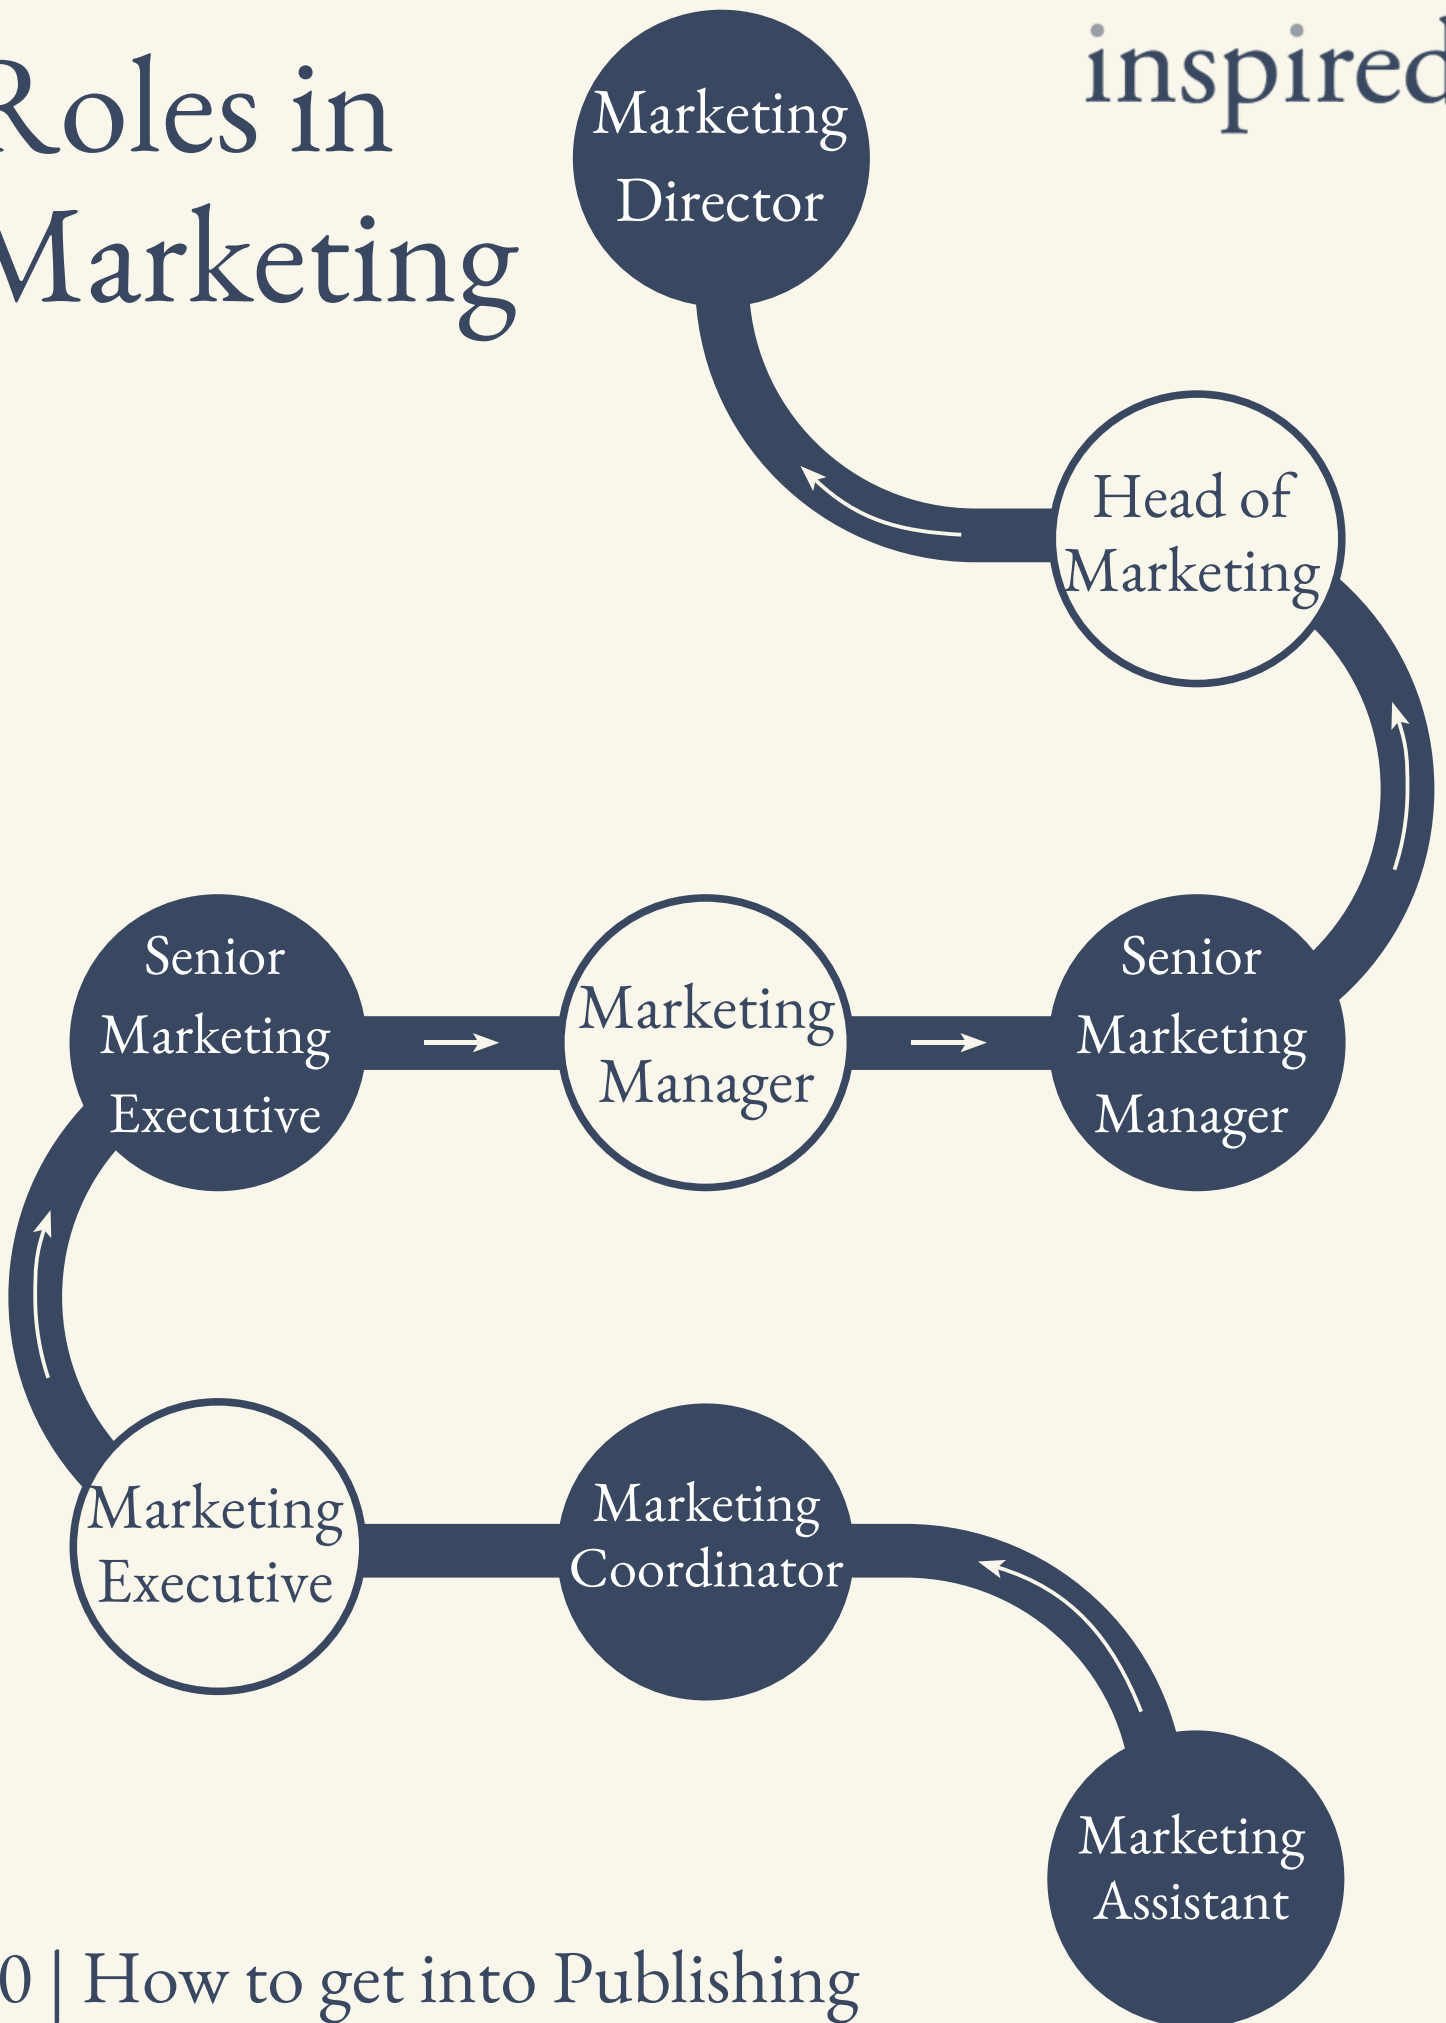 Roles in
Marketing
inspired
Marketing
Director
Head of
Marketing
Senior
Marketing
Executive
Marketing
Manager
Senior
Marketing
Manager
Marketing
Executive
Marketing
Coordinator
Marketing
Assistant
0 | How to get into Publishing